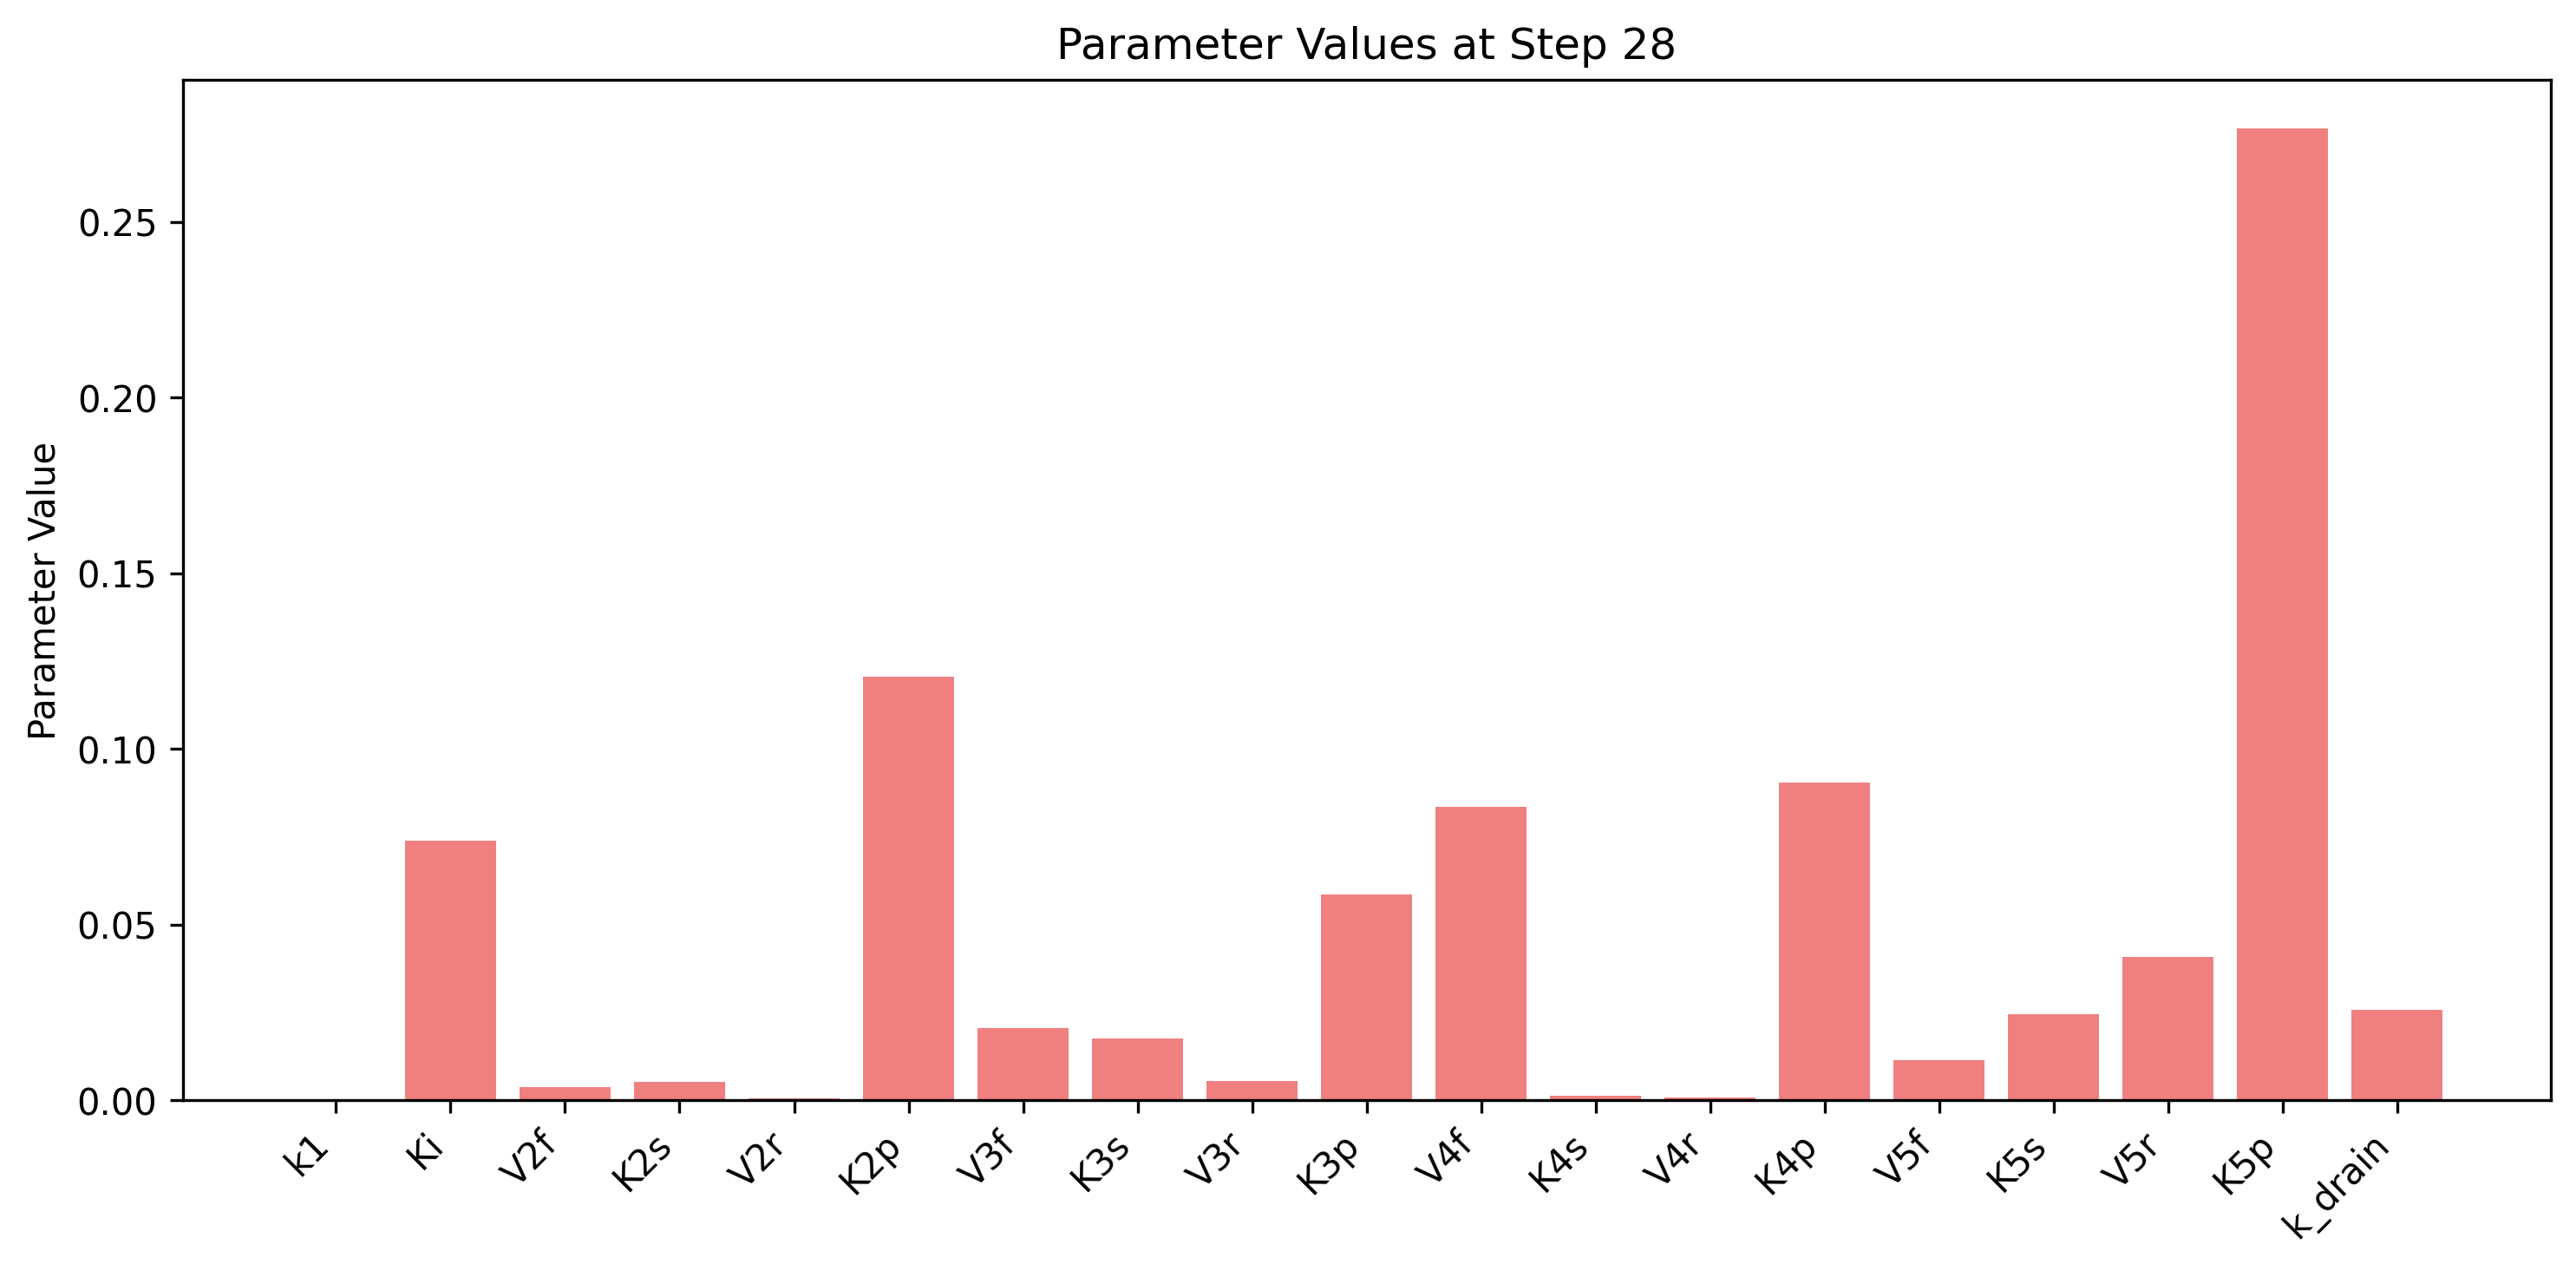 Parameter Values at Step 28
Parameter Value
0.25
0.20
0.15
0.10
0.05
0.00
k1
Ki
V2f
K2s
V2r
K2p
V3f
K3s
V3r
K3p
V4f
K4s
V4r
K4p
V5f
K5s
V5r
K5p
k_drain